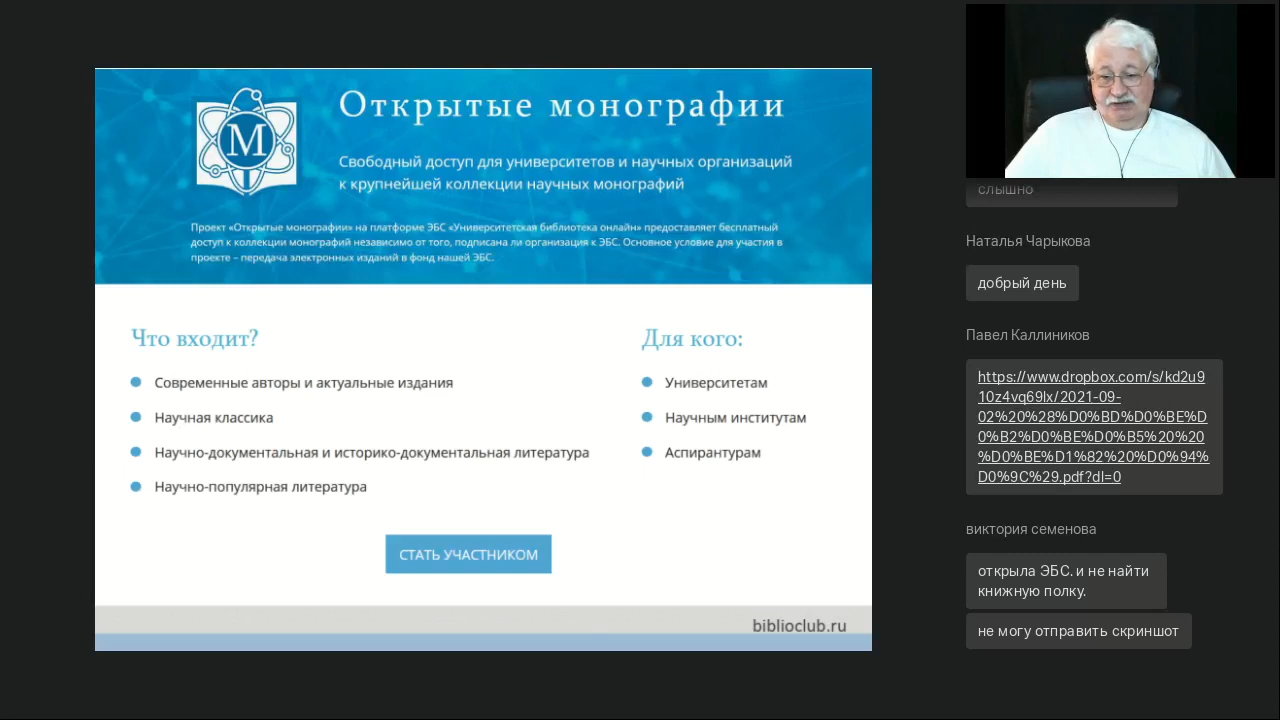 М
Открытые монографии
Свободный доступ для университетов и научных организаций
к крупнейшей коллекции научных монографий
Проект «Открытые монографии» на платформе ЭБС «Университетская библиотека онлайн» предоставляет бесплатный
доступ к коллекции монографий независимо от того, подписана ли организация к ЭБС. Основное условие для участия в
проекте – передача электронных изданий в фонд нашей ЭБС.
Что входит?
Современные авторы и актуальные издания
Научная классика
Научно-документальная и историко-документальная литература
Научно-популярная литература
Для кого:
Университетам
Научным институтам
Аспирантурам
СТАТЬ УЧАСТНИКОМ
biblioclub.ru
слышно
Наталья Чарыкова
добрый день
Павел Каллиников
https://www.dropbox.com/s/kd2u9
10z4vq69lx/2021-09-
02%20%28%D0%BD%D0%BE%D
0%B2%D0%BE%D0%B5%20%20
%D0%BE%D1%82%20%D0%94%
D0%9C%29.pdf?dl=0
виктория семенова
открыла ЭБС. и не найти
книжную полку.
не могу отправить скриншот